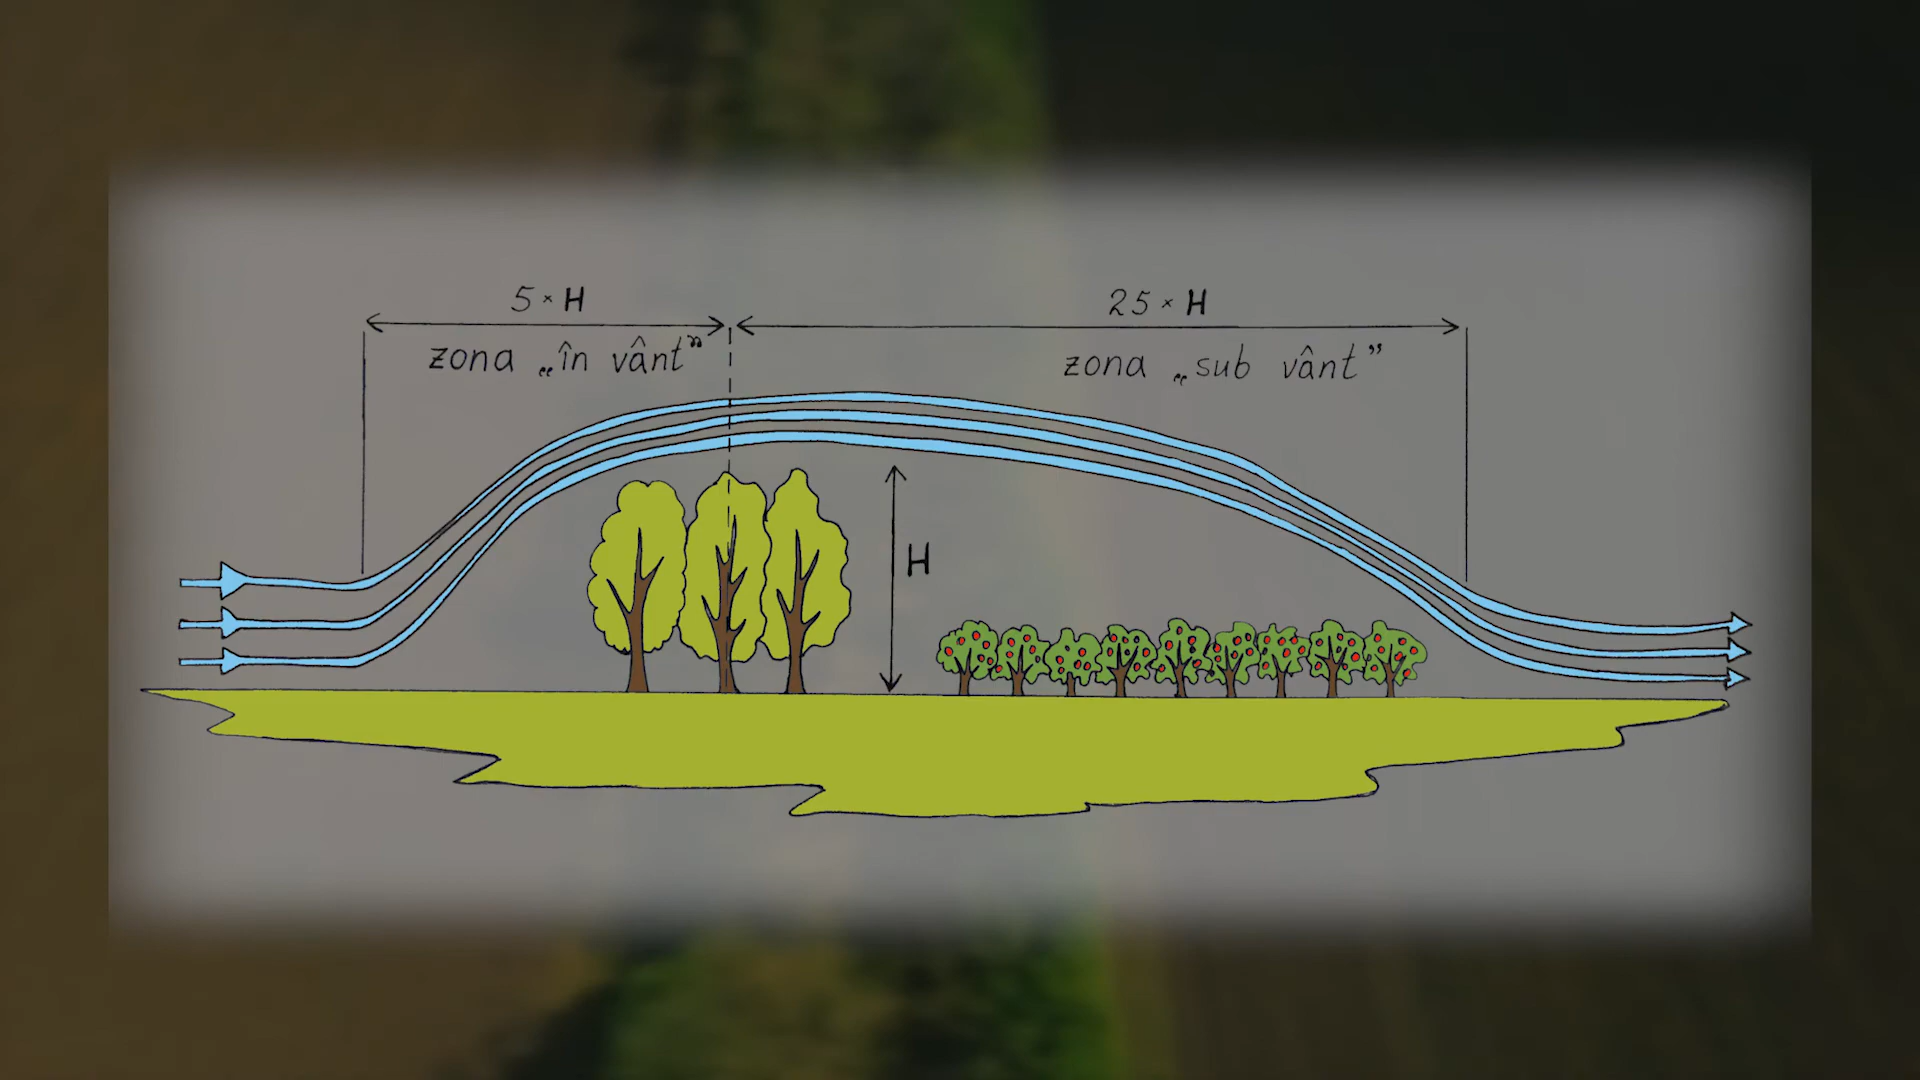 5 × H
25 × H
zona „în vânt”
zona „sub vânt”
H